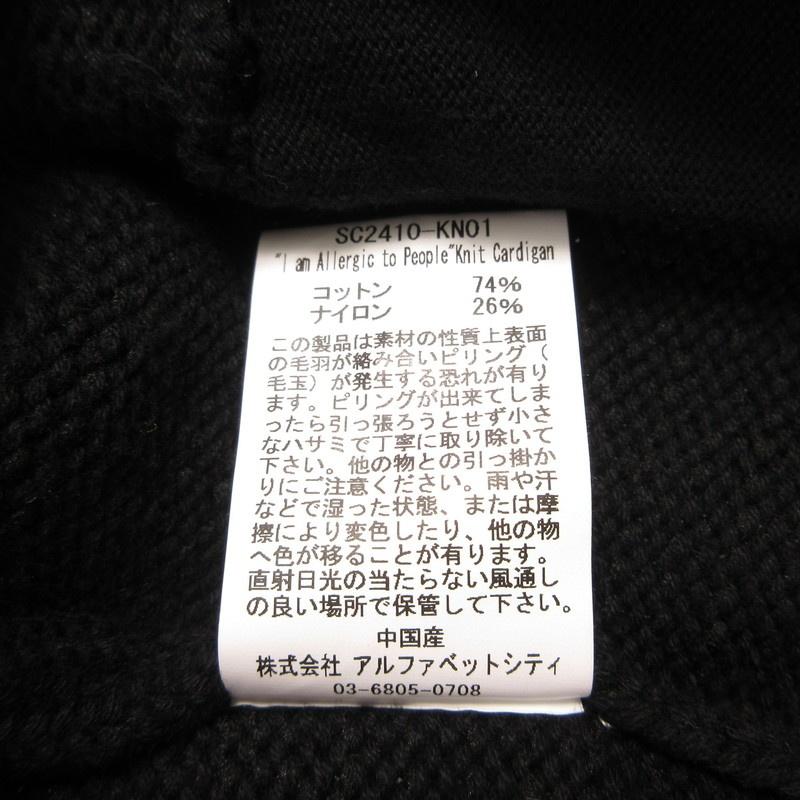 SC2410-KN01
"I am Allergic to People"Knit Cardigan
コットン 74%
ナイロン 26%
この製品は素材の性質上表面
の毛羽が絡み合いピリング（
毛玉）が発生する恐れが有り
ます。ピリングが出来てしま
ったら引っ張ろうとせず小さ
なハサミで丁寧に取り除いて
下さい。他の物との引っ掛か
りにご注意ください。雨や汗
などで湿った状態、または摩
擦により変色したり、他の物
へ色が移ることが有ります。
直射日光の当たらない風通し
の良い場所で保管して下さい。
中国産
株式会社 アルファベットシティ
03-6805-0708